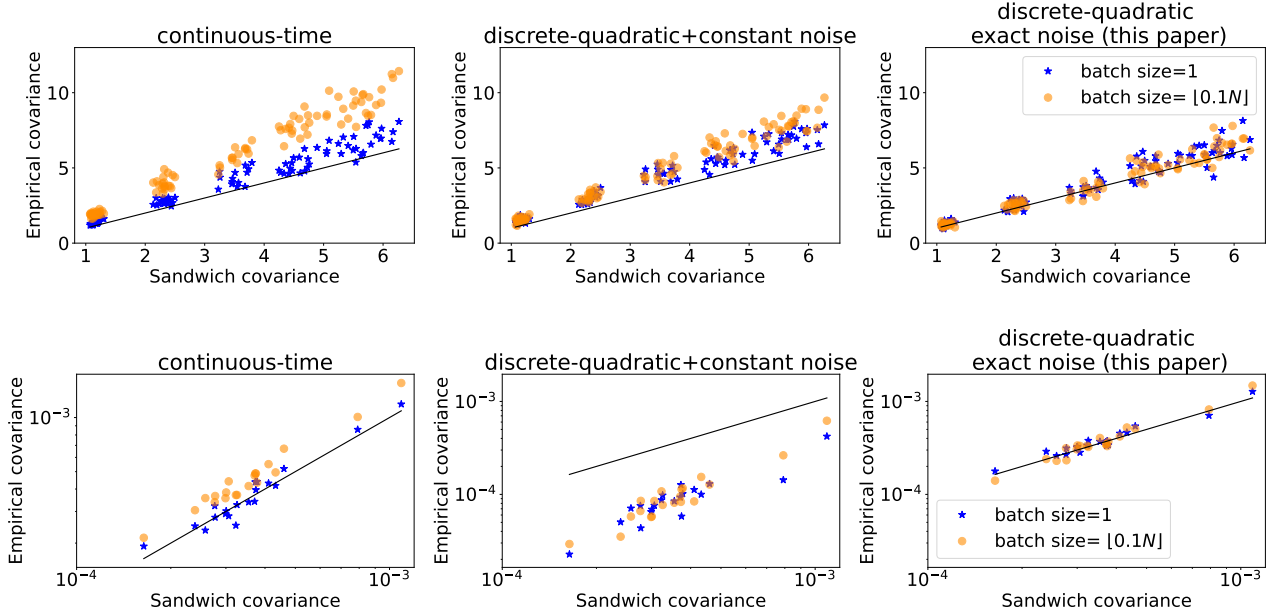 continuous-time
discrete-quadratic+constant noise
discrete-quadratic
exact noise (this paper)
Empirical covariance
10
5
0
1 2 3 4 5 6
Sandwich covariance
Empirical covariance
10
5
0
1 2 3 4 5 6
Sandwich covariance
Empirical covariance
10
5
0
batch size=1
batch size= ⌊0.1N⌋
1 2 3 4 5 6
Sandwich covariance
continuous-time
discrete-quadratic+constant noise
discrete-quadratic
exact noise (this paper)
Empirical covariance
10⁻³
10⁻⁴ 10⁻³
Sandwich covariance
Empirical covariance
10⁻³
10⁻⁴
10⁻⁴ 10⁻³
Sandwich covariance
Empirical covariance
10⁻³
10⁻⁴
batch size=1
batch size= ⌊0.1N⌋
10⁻⁴ 10⁻³
Sandwich covariance